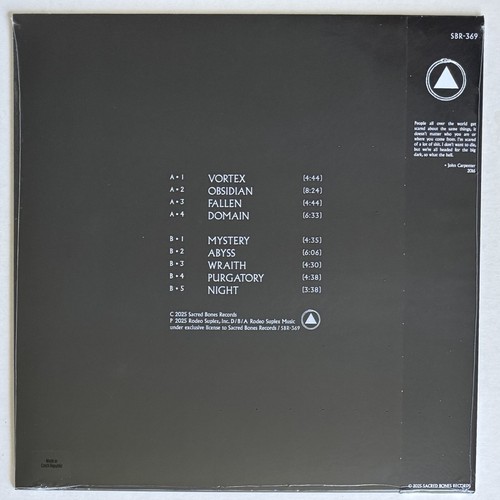 SBR-369
People all over the world get
scared about the same things, it
doesn't matter who you are or
where you come from. I'm scared
of a lot of shit. I don't want to die,
but we're all headed for the big
dark, so what the hell.
• John Carpenter
2016
A • 1 VORTEX [4:44]
A • 2 OBSIDIAN [8:24]
A • 3 FALLEN [4:44]
A • 4 DOMAIN [6:33]
B • 1 MYSTERY [4:35]
B • 2 ABYSS [6:06]
B • 3 WRAITH [4:30]
B • 4 PURGATORY [4:38]
B • 5 NIGHT [3:38]
C 2025 Sacred Bones Records
P 2025 Rodeo Suplex, Inc. D/B/A Rodeo Suplex Music
under exclusive license to Sacred Bones Records / SBR-369
© 2025 SACRED BONES RECORDS